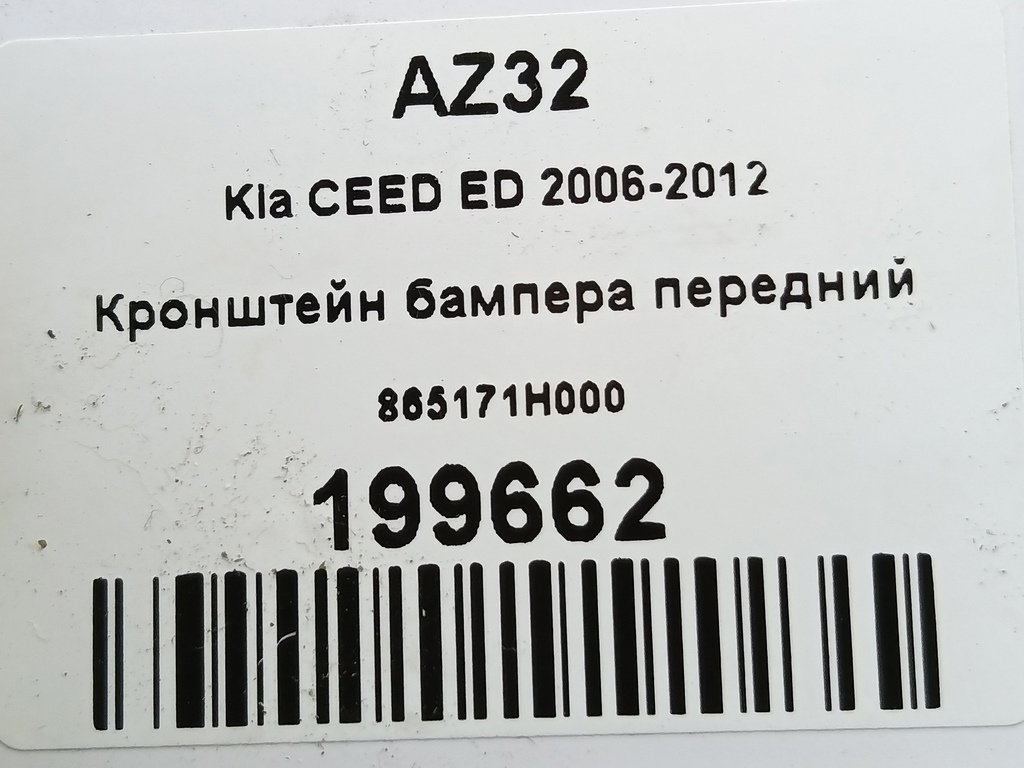 AZ32
Kia CEED ED 2006-2012
Кронштейн бампера передний
865171H000
199662